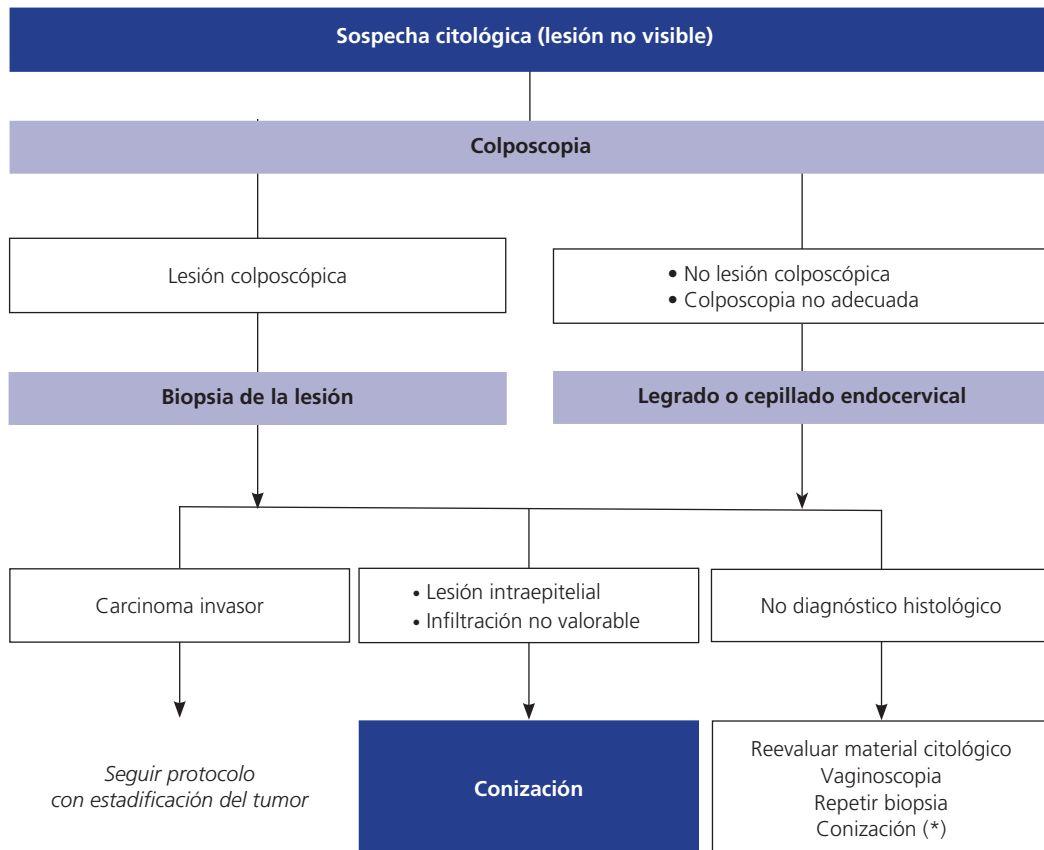 Sospecha citológica (lesión no visible)
Colposcopia
Lesión colposcópica
• No lesión colposcópica
• Colposcopia no adecuada
Biopsia de la lesión
Legrado o cepillado endocervical
Carcinoma invasor
• Lesión intraepitelial
• Infiltración no valorable
No diagnóstico histológico
Seguir protocolo
con estadificación del tumor
Conización
Reevaluar material citológico
Vaginoscopia
Repetir biopsia
Conización (*)